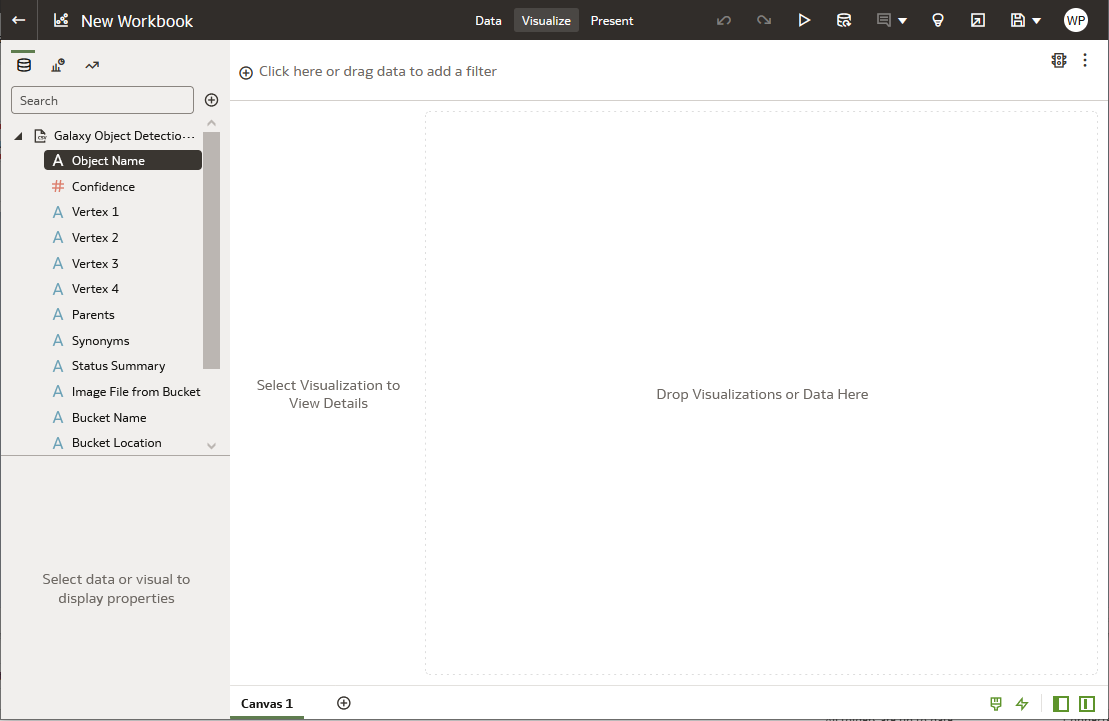 New Workbook
Data
Visualize
Present
WP
Click here or drag data to add a filter
Search
Galaxy Object Detectio...
A Object Name
# Confidence
A Vertex 1
A Vertex 2
A Vertex 3
A Vertex 4
A Parents
A Synonyms
A Status Summary
A Image File from Bucket
A Bucket Name
A Bucket Location
Select Visualization to
View Details
Drop Visualizations or Data Here
Select data or visual to
display properties
Canvas 1